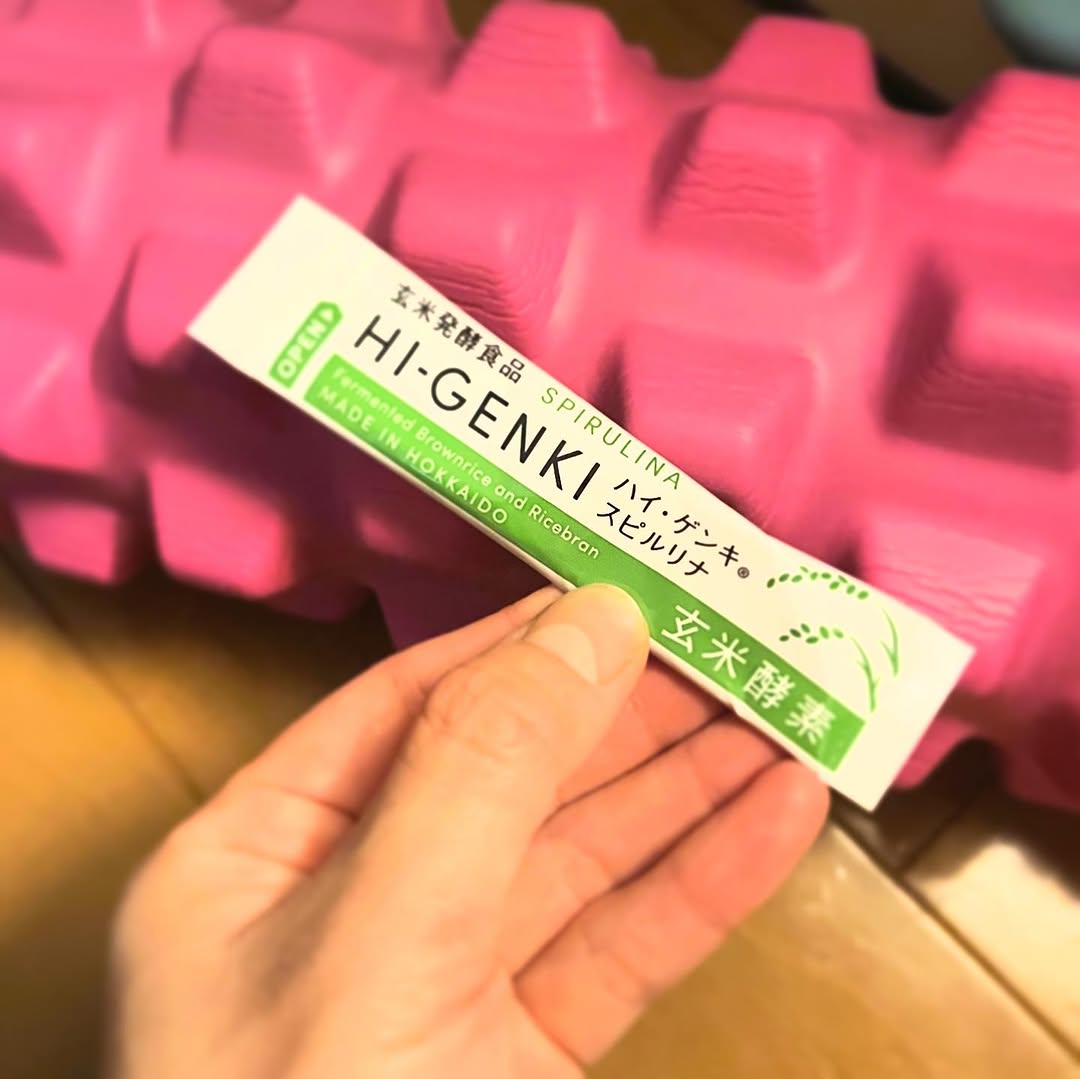 OPEN
玄米発酵食品
SPIRULINA
HI-GENKI
ハイ・ゲンキ®
スピルリナ
Fermented Brownrice and Ricebran
MADE IN HOKKAIDO
玄米酵素